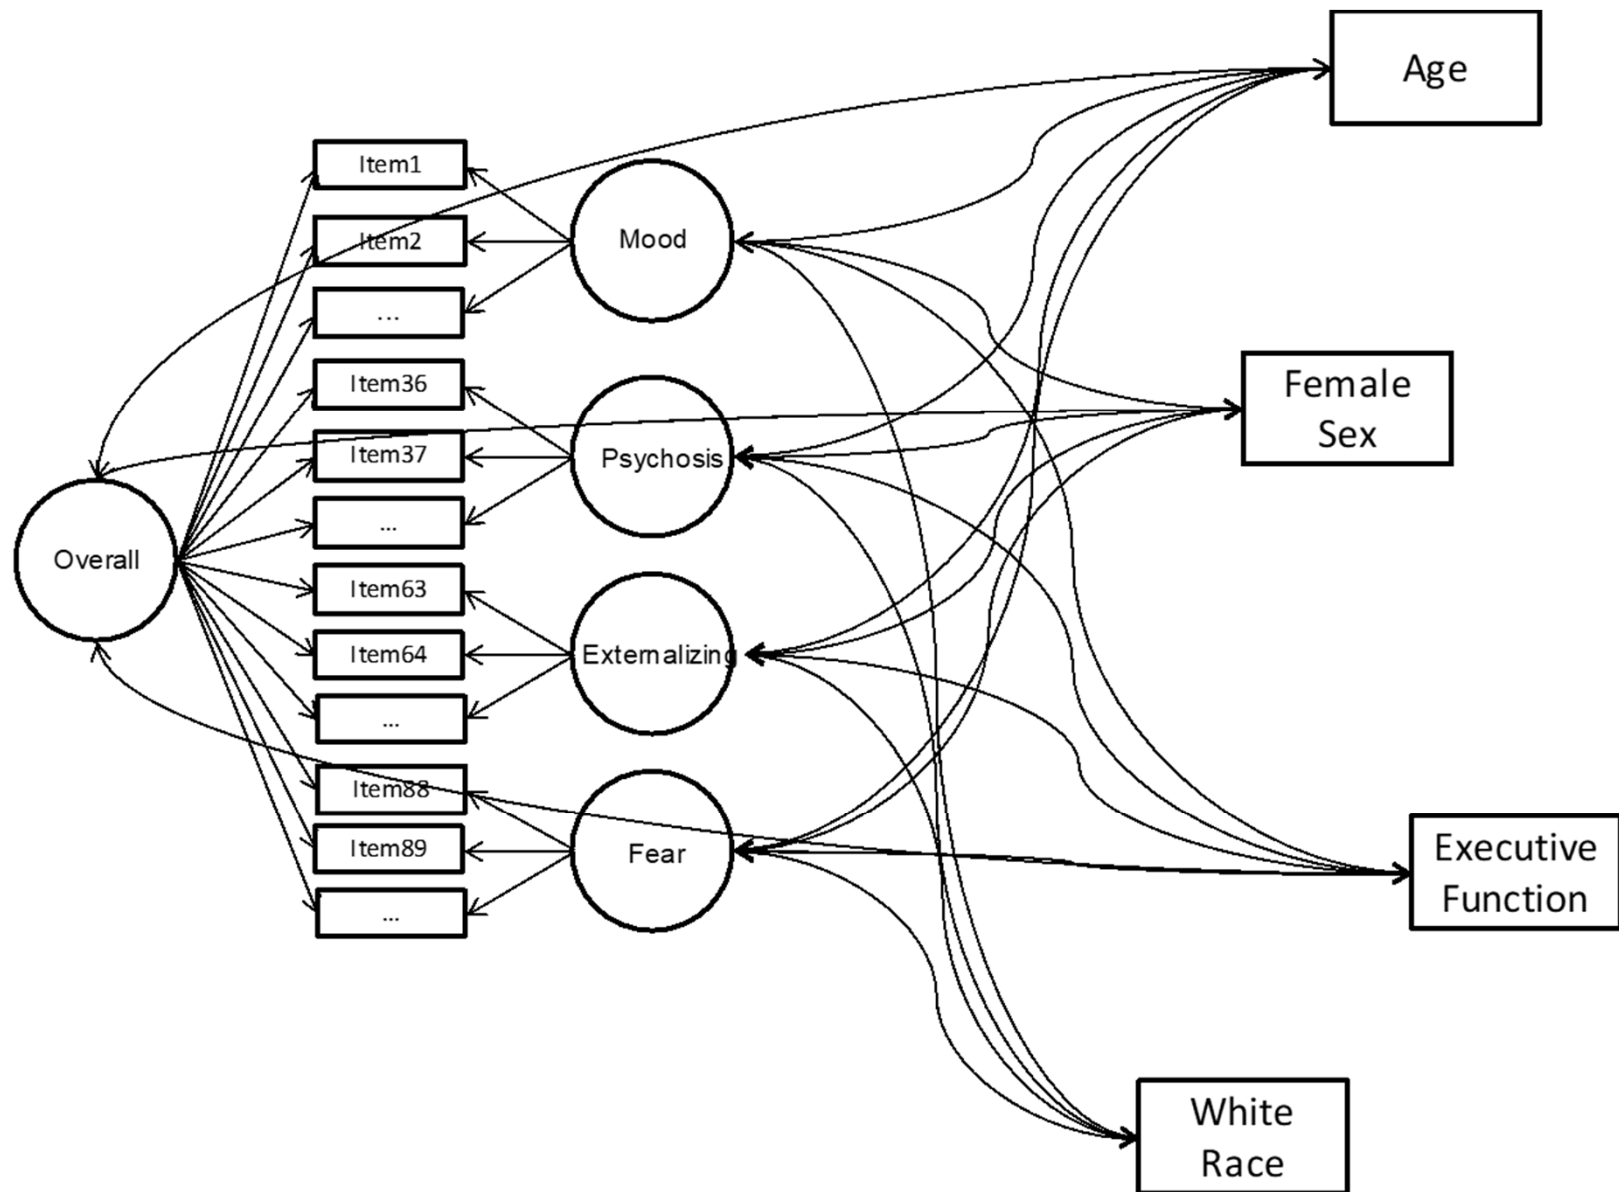 Age
Item1
Item2
...
Item36
Item37
...
Item63
Item64
...
Item88
Item89
...
Overall
Mood
Psychosis
Externalizing
Fear
Female
Sex
Executive
Function
White
Race